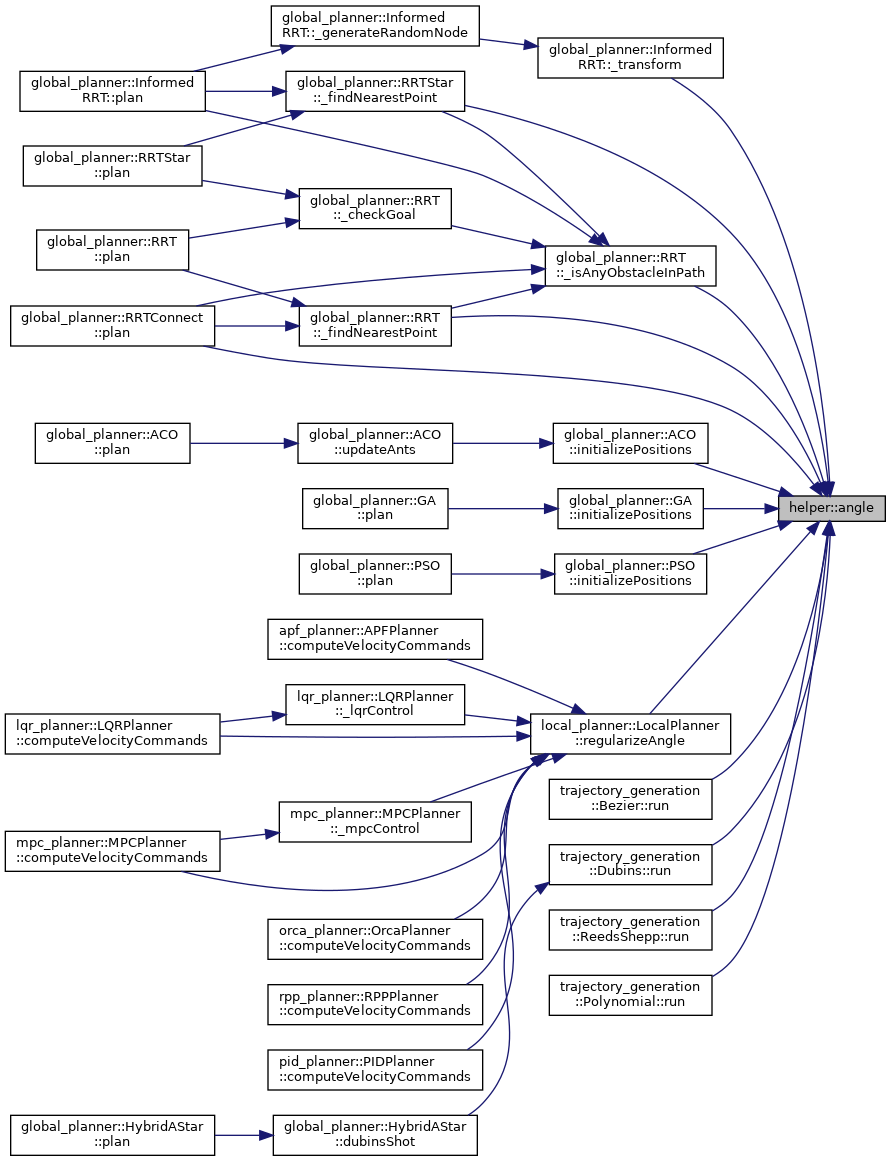 global_planner::Informed
RRT::_generateRandomNode
global_planner::Informed
RRT::_transform
global_planner::Informed
RRT::plan
global_planner::RRTStar
::_findNearestPoint
global_planner::RRTStar
::plan
global_planner::RRT
::_checkGoal
global_planner::RRT
::plan
global_planner::RRT
::_isAnyObstacleInPath
global_planner::RRTConnect
::plan
global_planner::RRT
::_findNearestPoint
global_planner::ACO
::plan
global_planner::ACO
::updateAnts
global_planner::ACO
::initializePositions
global_planner::GA
::plan
global_planner::GA
::initializePositions
helper::angle
global_planner::PSO
::plan
global_planner::PSO
::initializePositions
apf_planner::APFPlanner
::computeVelocityCommands
lqr_planner::LQRPlanner
::_lqrControl
lqr_planner::LQRPlanner
::computeVelocityCommands
local_planner::LocalPlanner
::regularizeAngle
trajectory_generation
::Bezier::run
mpc_planner::MPCPlanner
::_mpcControl
mpc_planner::MPCPlanner
::computeVelocityCommands
trajectory_generation
::Dubins::run
orca_planner::OrcaPlanner
::computeVelocityCommands
trajectory_generation
::ReedsShepp::run
rpp_planner::RPPPlanner
::computeVelocityCommands
trajectory_generation
::Polynomial::run
pid_planner::PIDPlanner
::computeVelocityCommands
global_planner::HybridAStar
::plan
global_planner::HybridAStar
::dubinsShot